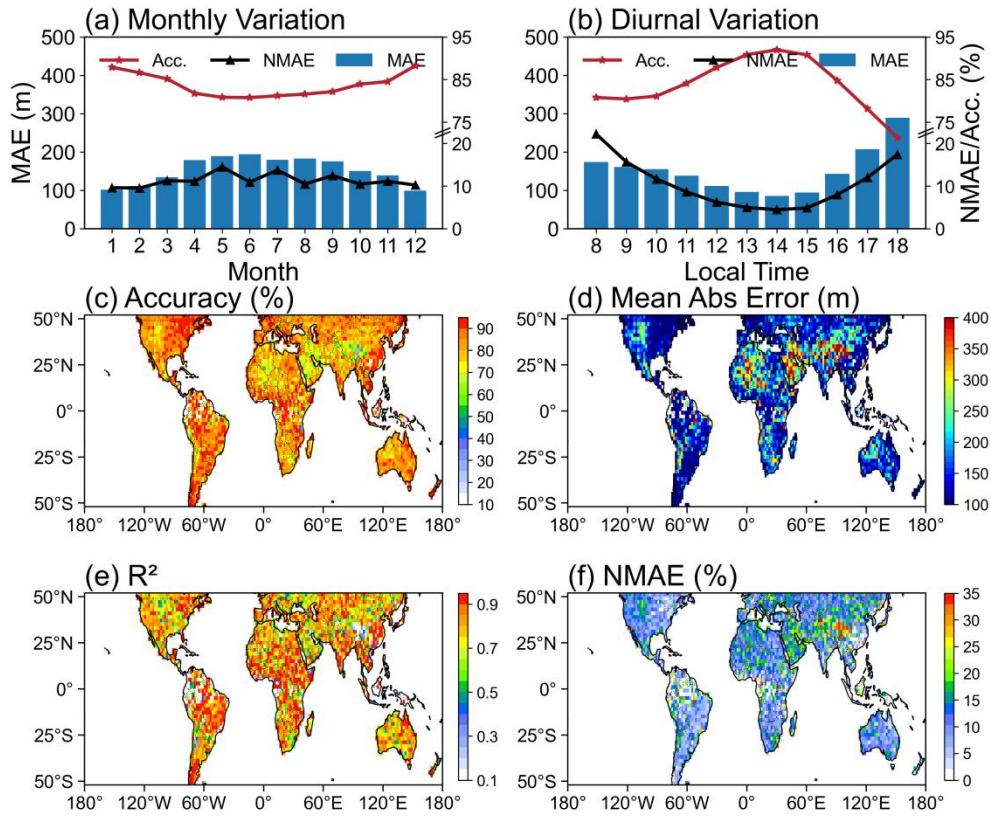 (a) Monthly Variation
500
400
300
200
100
0
MAE (m)
Acc. NMAE MAE
95
85
75
20
10
0
1 2 3 4 5 6 7 8 9 10 11 12
Month
(b) Diurnal Variation
500
400
300
200
100
0
Acc. NMAE MAE
95
85
75
20
10
0
NMAE/Acc. (%)
8 9 10 11 12 13 14 15 16 17 18
Local Time
(c) Accuracy (%)
50°N
25°N
0°
25°S
50°S
180° 120°W 60°W 0° 60°E 120°E 180°
90
80
70
60
50
40
30
20
10
(d) Mean Abs Error (m)
50°N
25°N
0°
25°S
50°S
180° 120°W 60°W 0° 60°E 120°E 180°
400
350
300
250
200
150
100
(e) R²
50°N
25°N
0°
25°S
50°S
180° 120°W 60°W 0° 60°E 120°E 180°
0.9
0.7
0.5
0.3
0.1
(f) NMAE (%)
50°N
25°N
0°
25°S
50°S
180° 120°W 60°W 0° 60°E 120°E 180°
35
30
25
20
15
10
5
0